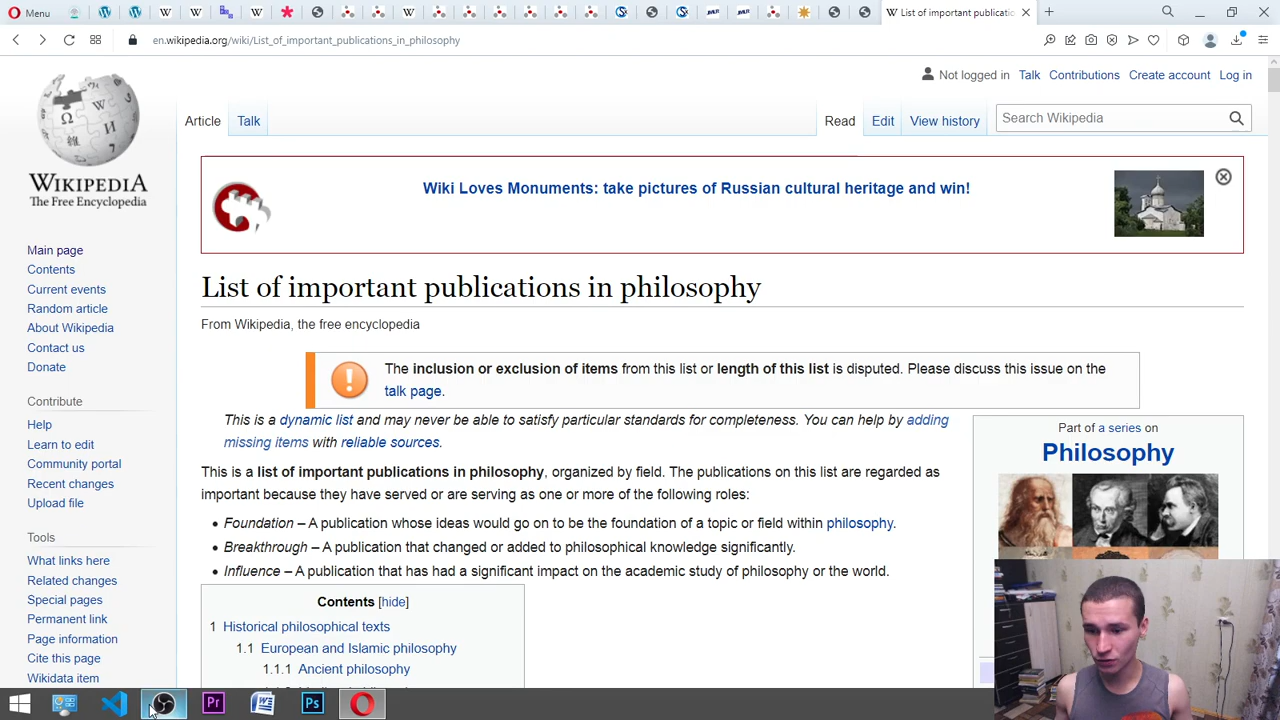 Menu
List of important publicatic
en.wikipedia.org/wiki/List_of_important_publications_in_philosophy
Not logged in Talk Contributions Create account Log in
Article Talk Read Edit View history Search Wikipedia
WIKIPEDIA
The Free Encyclopedia
Main page
Contents
Current events
Random article
About Wikipedia
Contact us
Donate
Contribute
Help
Learn to edit
Community portal
Recent changes
Upload file
Tools
What links here
Related changes
Special pages
Permanent link
Page information
Cite this page
Wikidata item
Wiki Loves Monuments: take pictures of Russian cultural heritage and win!
List of important publications in philosophy
From Wikipedia, the free encyclopedia
The inclusion or exclusion of items from this list or length of this list is disputed. Please discuss this issue on the
talk page.
This is a dynamic list and may never be able to satisfy particular standards for completeness. You can help by adding
missing items with reliable sources.
This is a list of important publications in philosophy, organized by field. The publications on this list are regarded as
important because they have served or are serving as one or more of the following roles:
• Foundation – A publication whose ideas would go on to be the foundation of a topic or field within philosophy.
• Breakthrough – A publication that changed or added to philosophical knowledge significantly.
• Influence – A publication that has had a significant impact on the academic study of philosophy or the world.
Contents [hide]
1 Historical philosophical texts
1.1 European and Islamic philosophy
1.1.1 Ancient philosophy
Part of a series on
Philosophy
Pr
W
Ps